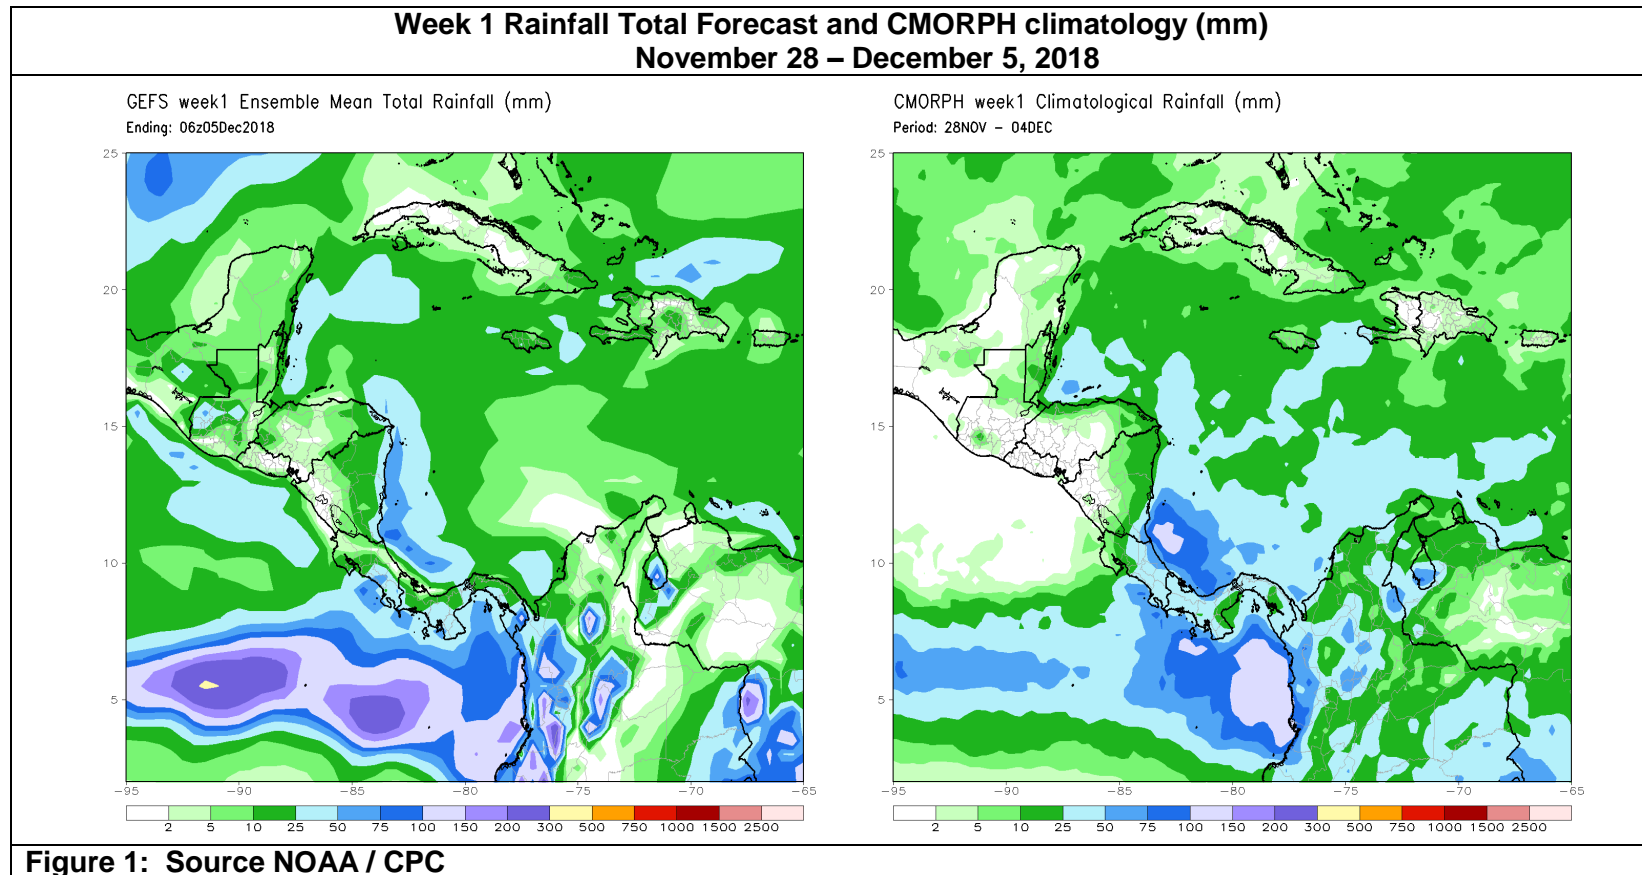 Week 1 Rainfall Total Forecast and CMORPH climatology (mm)
November 28 – December 5, 2018
GEFS week1 Ensemble Mean Total Rainfall (mm)
Ending: 06z05Dec2018
25
20
15
10
5
−95 −90 −85 −80 −75 −70 −65
2 5 10 25 50 75 100 150 200 300 500 750 1000 1500 2500
CMORPH week1 Climatological Rainfall (mm)
Period: 28NOV − 04DEC
25
20
15
10
5
−95 −90 −85 −80 −75 −70 −65
2 5 10 25 50 75 100 150 200 300 500 750 1000 1500 2500
Figure 1: Source NOAA / CPC